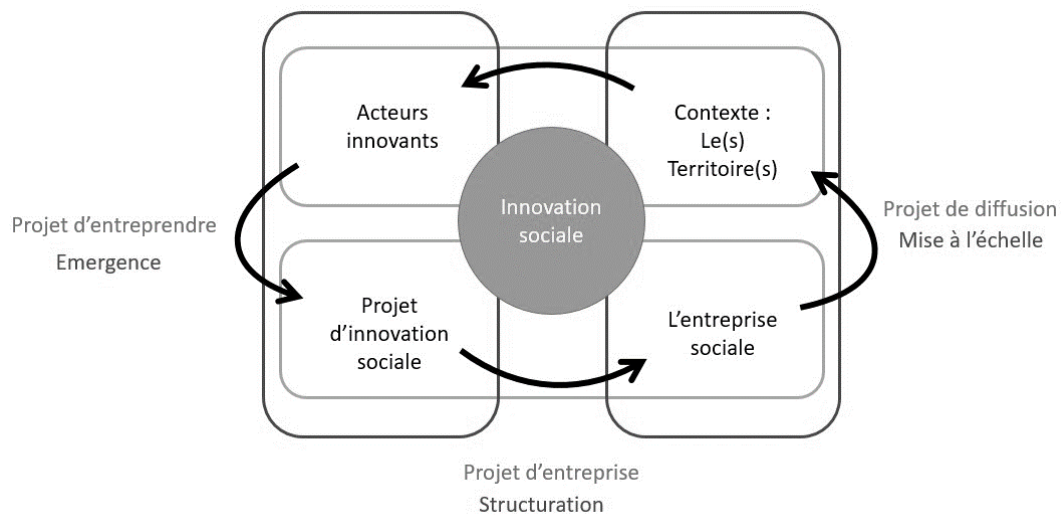 Acteurs
innovants
Contexte :
Le(s)
Territoire(s)
Innovation
sociale
Projet d'entreprendre
Emergence
Projet de diffusion
Mise à l'échelle
Projet
d'innovation
sociale
L'entreprise
sociale
Projet d'entreprise
Structuration